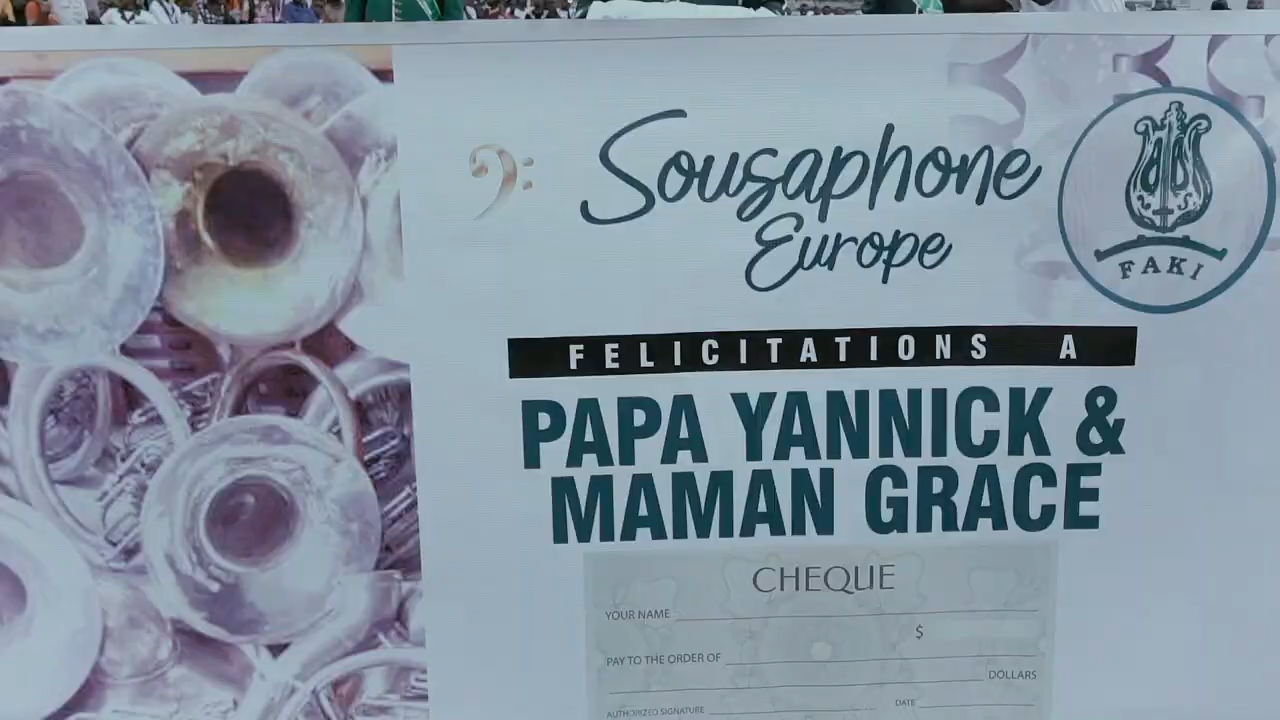 Sousaphone
Europe
FAKI
FELICITATIONS A
PAPA YANNICK &
MAMAN GRACE
CHEQUE
YOUR NAME
$
PAY TO THE ORDER OF
DOLLARS
AUTHORIZED SIGNATURE
DATE